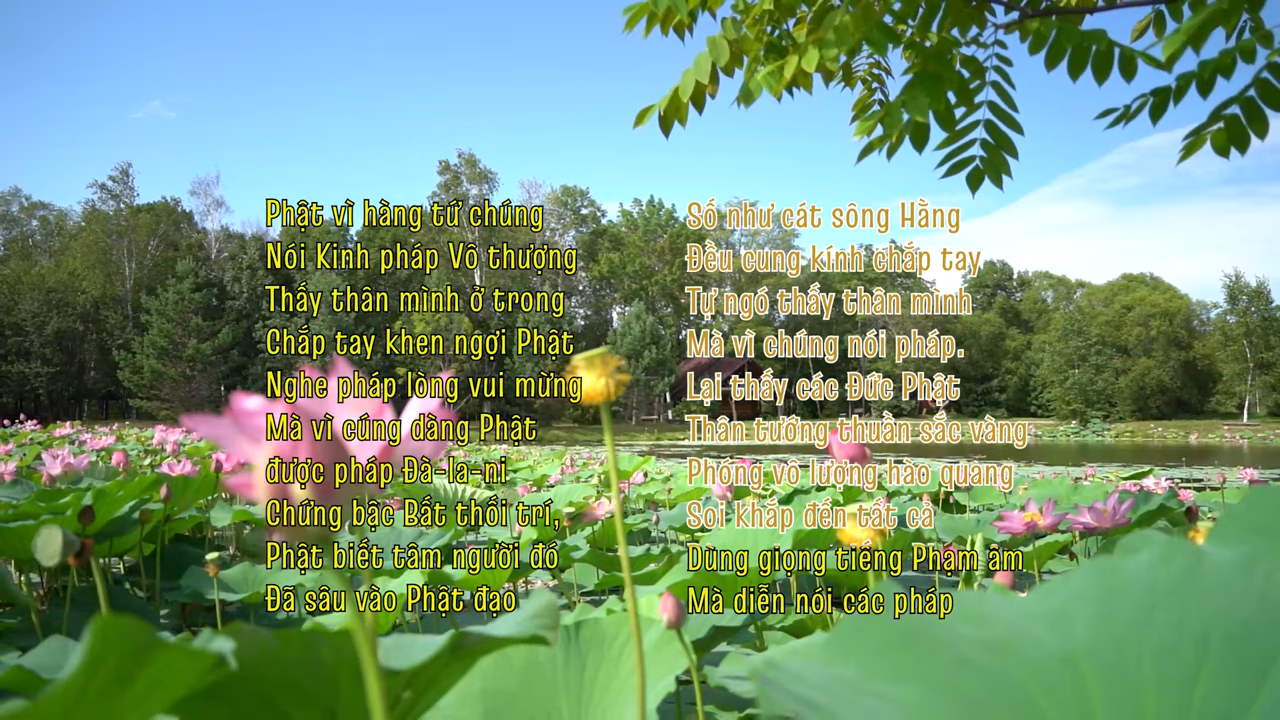 Phật vì hàng tứ chúng
Nói Kinh pháp Vô thượng
Thấy thân mình ở trong
Chắp tay khen ngợi Phật
Nghe pháp lòng vui mừng
Mà vì cúng dàng Phật
được pháp Đà-la-ni
Chứng bậc Bất thối trí,
Phật biết tâm người đó
Đã sâu vào Phật đạo
Số như cát sông Hằng
Đều cung kính chắp tay
Tự ngó thấy thân mình
Mà vì chúng nói pháp.
Lại thấy các Đức Phật
Thân tướng thuần sắc vàng
Phóng vô lượng hào quang
Soi khắp đến tất cả
Dùng giọng tiếng Phạm âm
Mà diễn nói các pháp